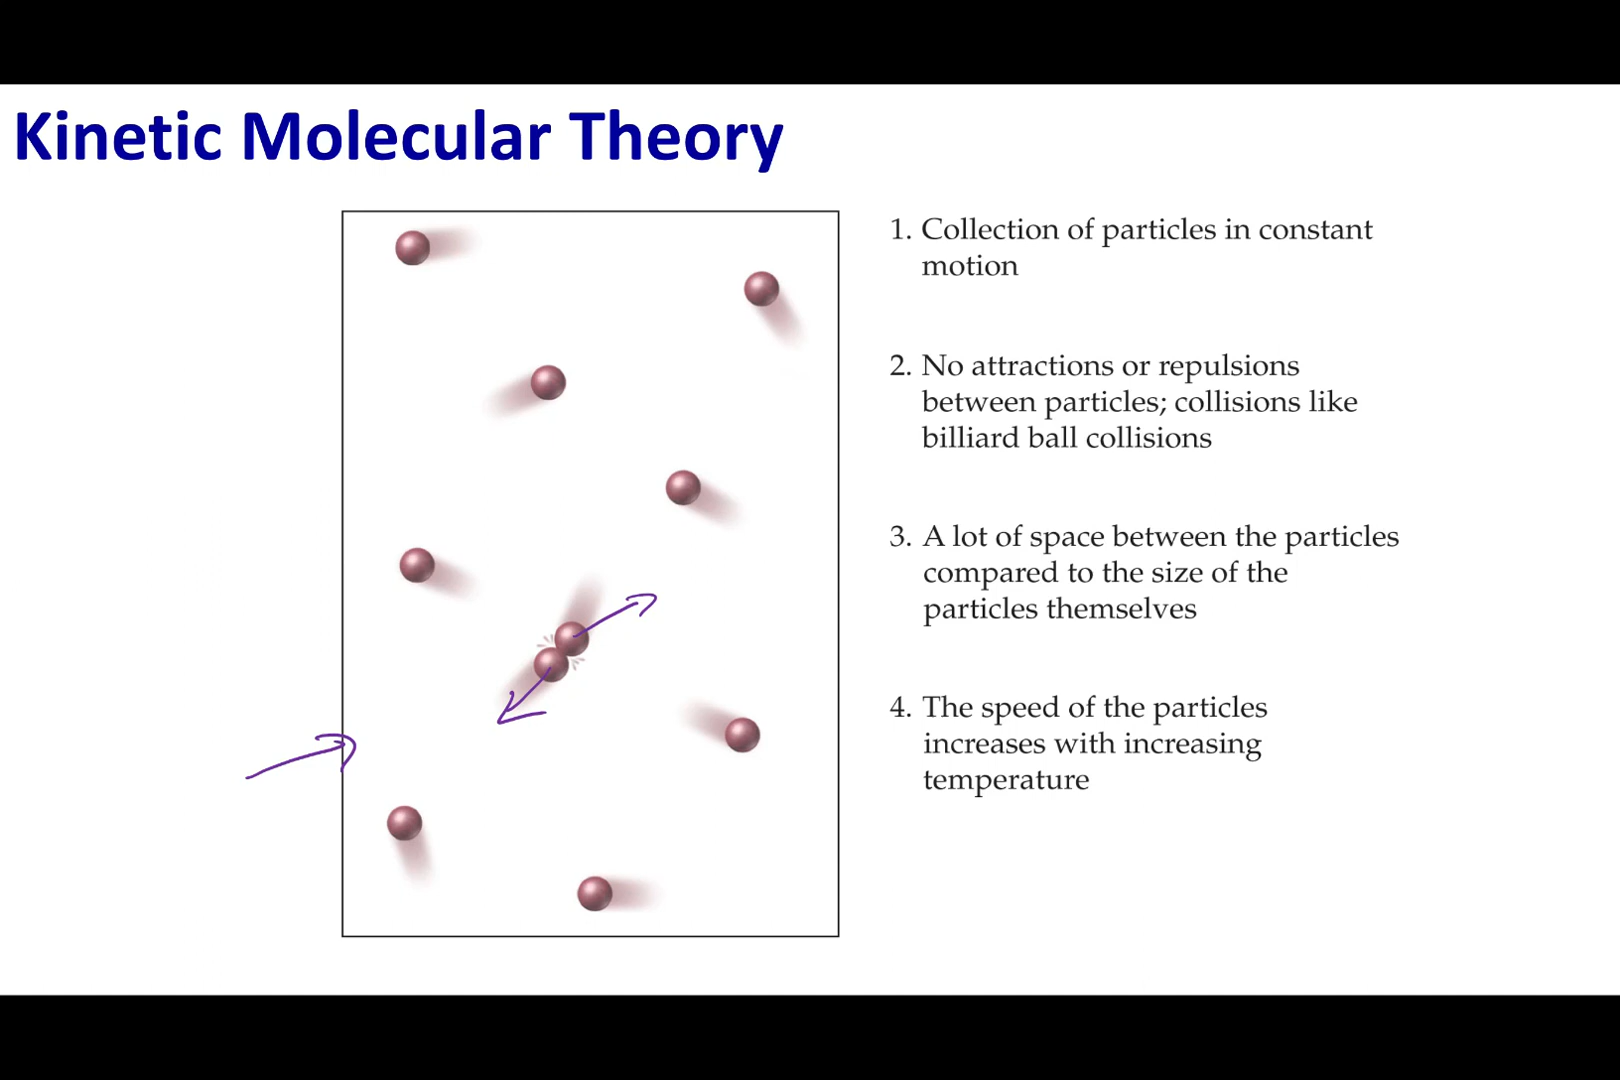 Kinetic Molecular Theory
1. Collection of particles in constant
motion
2. No attractions or repulsions
between particles; collisions like
billiard ball collisions
3. A lot of space between the particles
compared to the size of the
particles themselves
4. The speed of the particles
increases with increasing
temperature